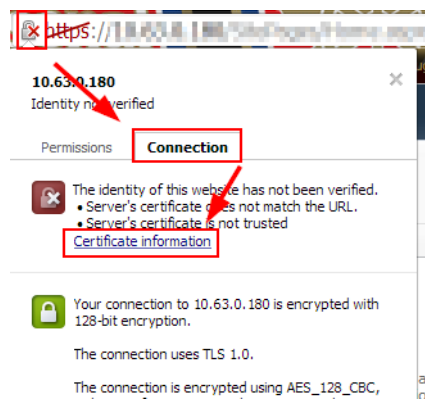 https://
10.63.0.180
Identity not verified
Permissions Connection
The identity of this website has not been verified.
• Server's certificate does not match the URL.
• Server's certificate is not trusted
Certificate information
Your connection to 10.63.0.180 is encrypted with
128-bit encryption.
The connection uses TLS 1.0.
The connection is encrypted using AES_128_CBC,